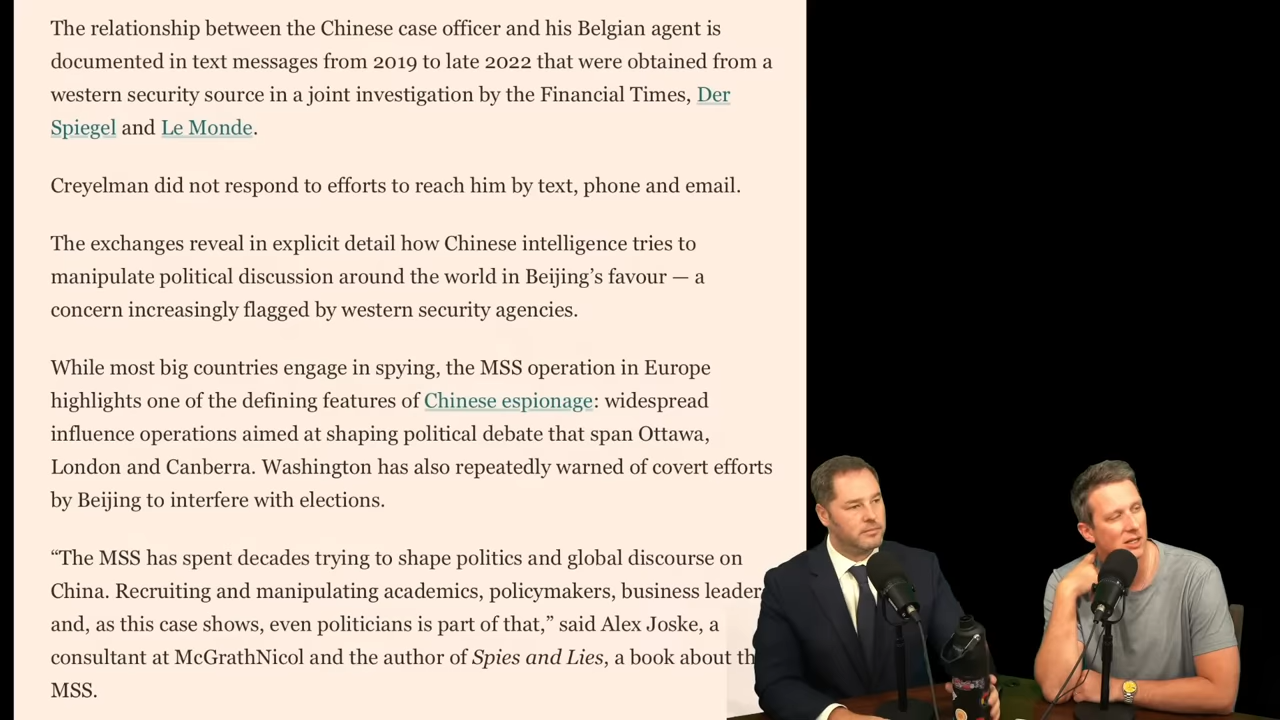 The relationship between the Chinese case officer and his Belgian agent is
documented in text messages from 2019 to late 2022 that were obtained from a
western security source in a joint investigation by the Financial Times, Der
Spiegel and Le Monde.
Creyelman did not respond to efforts to reach him by text, phone and email.
The exchanges reveal in explicit detail how Chinese intelligence tries to
manipulate political discussion around the world in Beijing’s favour — a
concern increasingly flagged by western security agencies.
While most big countries engage in spying, the MSS operation in Europe
highlights one of the defining features of Chinese espionage: widespread
influence operations aimed at shaping political debate that span Ottawa,
London and Canberra. Washington has also repeatedly warned of covert efforts
by Beijing to interfere with elections.
“The MSS has spent decades trying to shape politics and global discourse on
China. Recruiting and manipulating academics, policymakers, business leader
and, as this case shows, even politicians is part of that,” said Alex Joske, a
consultant at McGrathNicol and the author of Spies and Lies, a book about th
MSS.